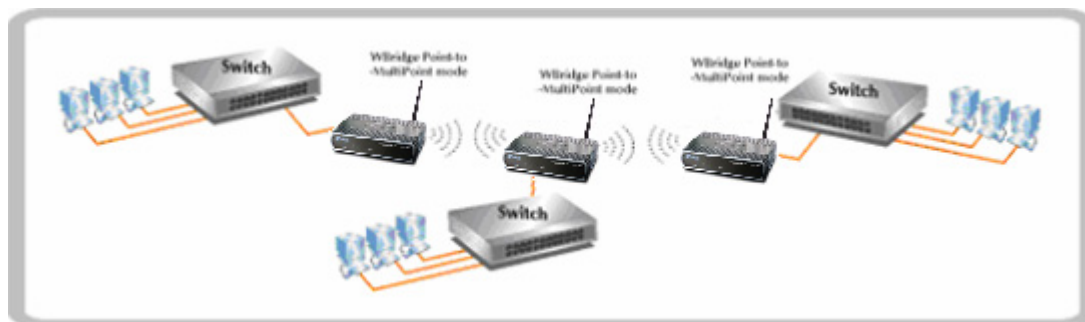 Switch
WBridge Point-to
-MultiPoint mode
WBridge Point-to
-MultiPoint mode
WBridge Point-to
-MultiPoint mode
Switch
Switch